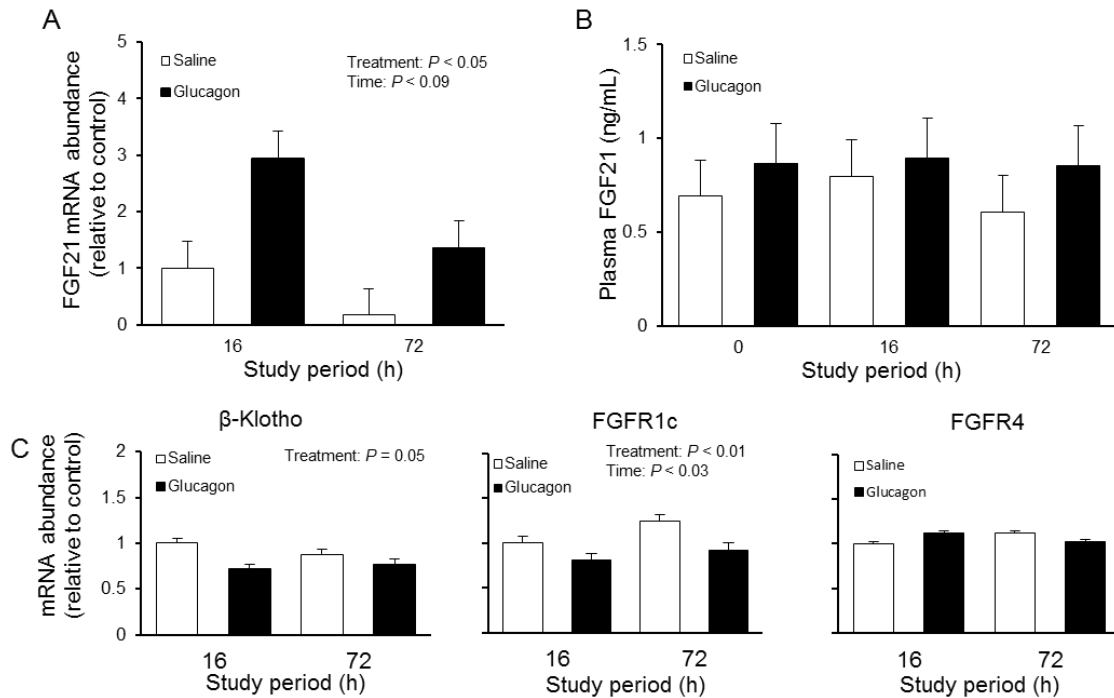 A
FGF21 mRNA abundance
(relative to control)
5
4
3
2
1
0
Saline
Glucagon
Treatment: P < 0.05
Time: P < 0.09
16
72
Study period (h)
B
Plasma FGF21 (ng/mL)
1.5
1
0.5
0
Saline
Glucagon
0
16
72
Study period (h)
C
mRNA abundance
(relative to control)
β-Klotho
2
1.5
1
0.5
0
Saline
Glucagon
Treatment: P = 0.05
16
72
Study period (h)
FGFR1c
Saline
Glucagon
Treatment: P < 0.01
Time: P < 0.03
16
72
Study period (h)
FGFR4
Saline
Glucagon
16
72
Study period (h)